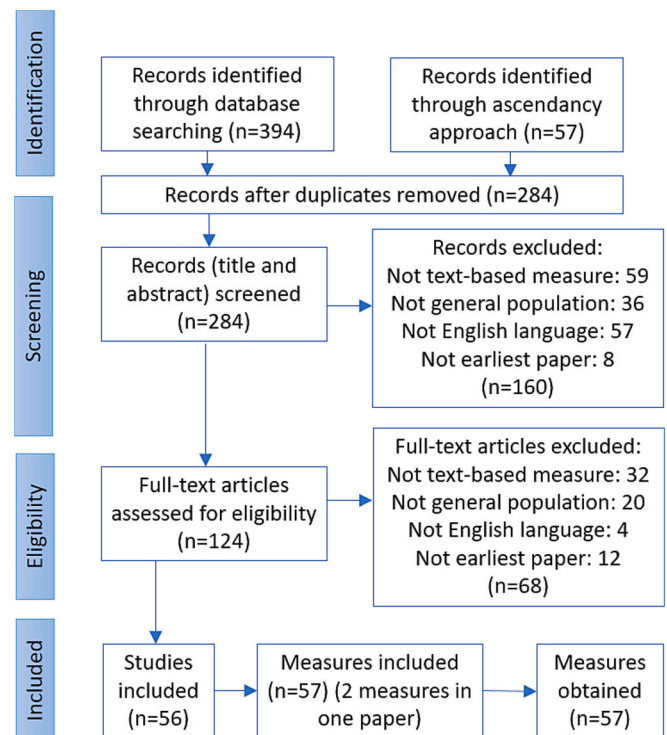 Identification
Records identified
through database
searching (n=394)
Records identified
through ascendancy
approach (n=57)
Records after duplicates removed (n=284)
Screening
Records (title and
abstract) screened
(n=284)
Records excluded:
Not text-based measure: 59
Not general population: 36
Not English language: 57
Not earliest paper: 8
(n=160)
Eligibility
Full-text articles
assessed for eligibility
(n=124)
Full-text articles excluded:
Not text-based measure: 32
Not general population: 20
Not English language: 4
Not earliest paper: 12
(n=68)
Included
Studies
included
(n=56)
Measures included
(n=57) (2 measures in
one paper)
Measures
obtained
(n=57)